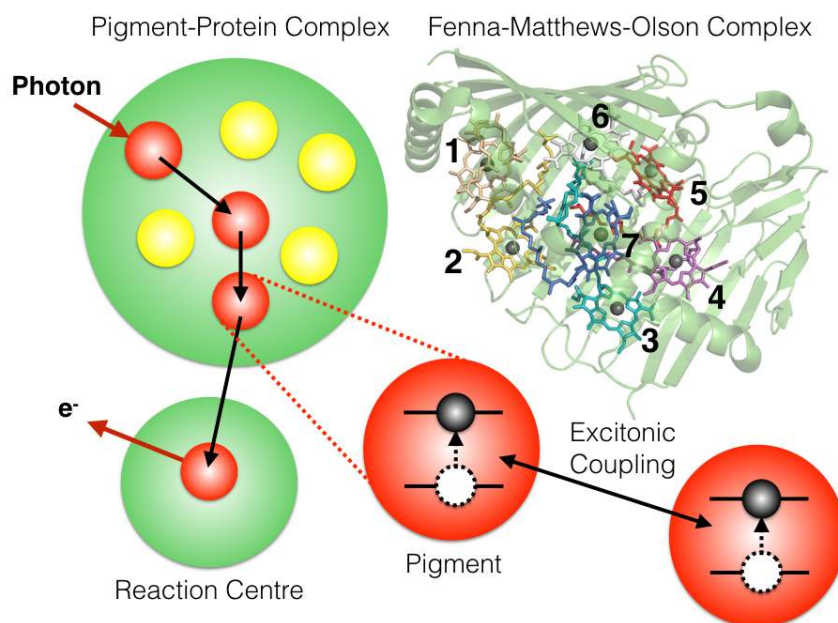 Pigment-Protein Complex
Fenna-Matthews-Olson Complex
Photon
1
6
5
2
7
4
3
e-
Excitonic
Coupling
Pigment
Reaction Centre